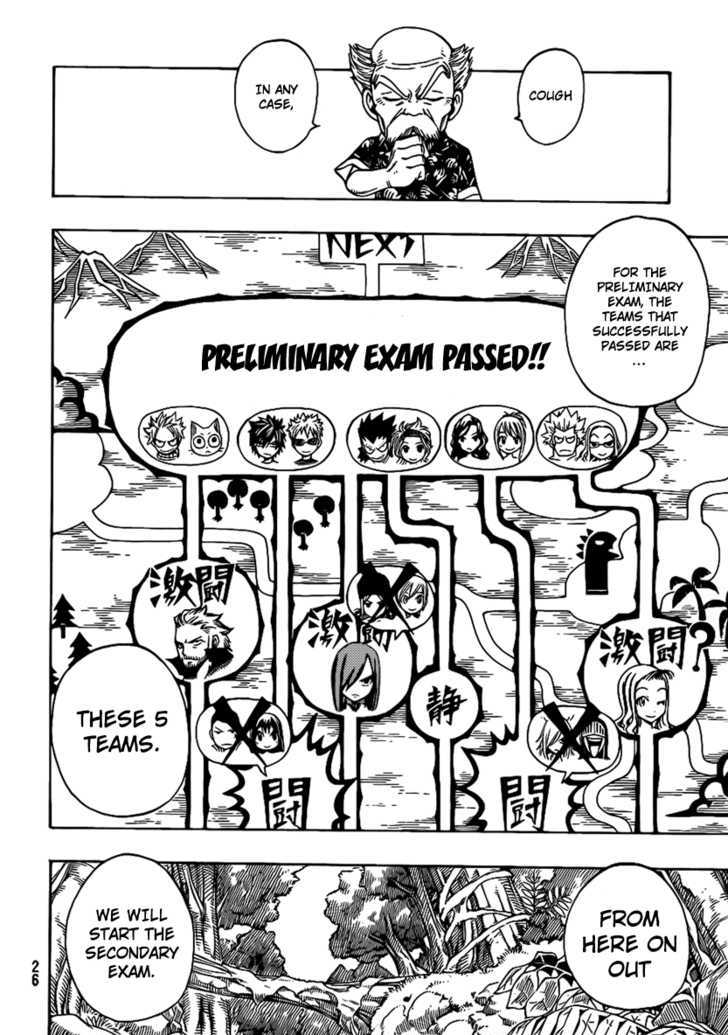 COUGH
IN ANY
CASE,
FOR THE
PRELIMINARY
EXAM, THE
TEAMS THAT
SUCCESSFULLY
PASSED ARE
...
NEXT
PRELIMINARY EXAM PASSED!!
激闘
激闘
激闘?
静
闘
闘
THESE 5
TEAMS.
FROM
HERE ON
OUT
WE WILL
START THE
SECONDARY
EXAM.
26